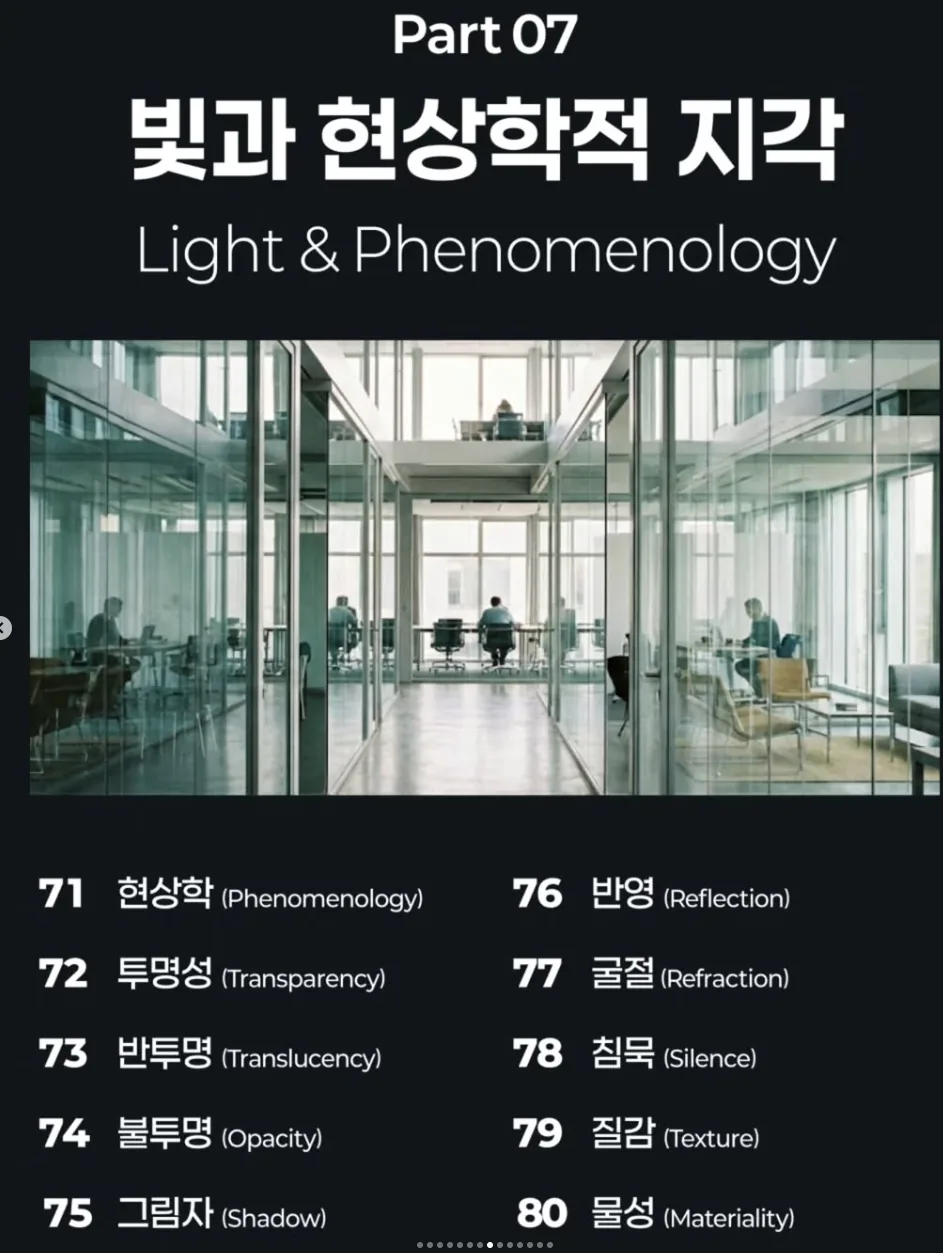 Part 07
빛과 현상학적 지각
Light & Phenomenology
71 현상학 (Phenomenology)
72 투명성 (Transparency)
73 반투명 (Translucency)
74 불투명 (Opacity)
75 그림자 (Shadow)
76 반영 (Reflection)
77 굴절 (Refraction)
78 침묵 (Silence)
79 질감 (Texture)
80 물성 (Materiality)